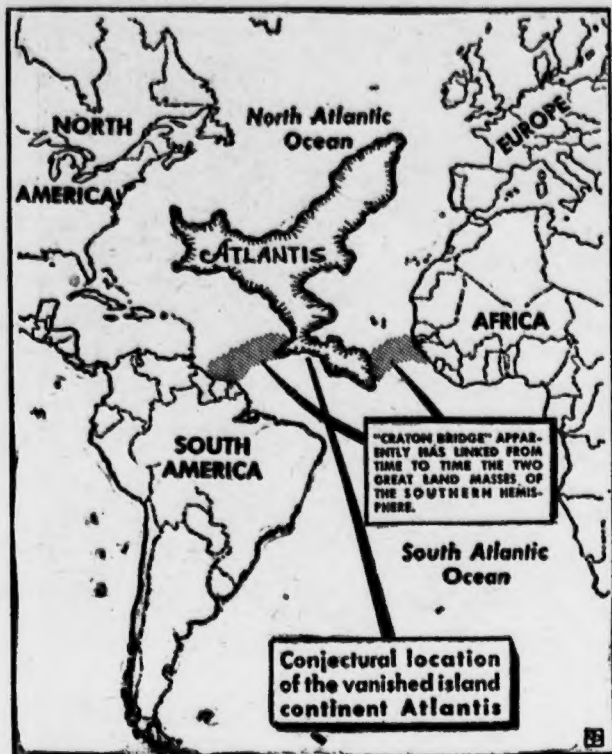 NORTH
AMERICA
North Atlantic
Ocean
EUROPE
ATLANTIS
AFRICA
SOUTH
AMERICA
"CRATON BRIDGE" APPAR-
ENTLY HAS LINKED FROM
TIME TO TIME THE TWO
GREAT LAND MASSES OF
THE SOUTHERN HEMIS-
PHERE.
South Atlantic
Ocean
Conjectural location
of the vanished island
continent Atlantis